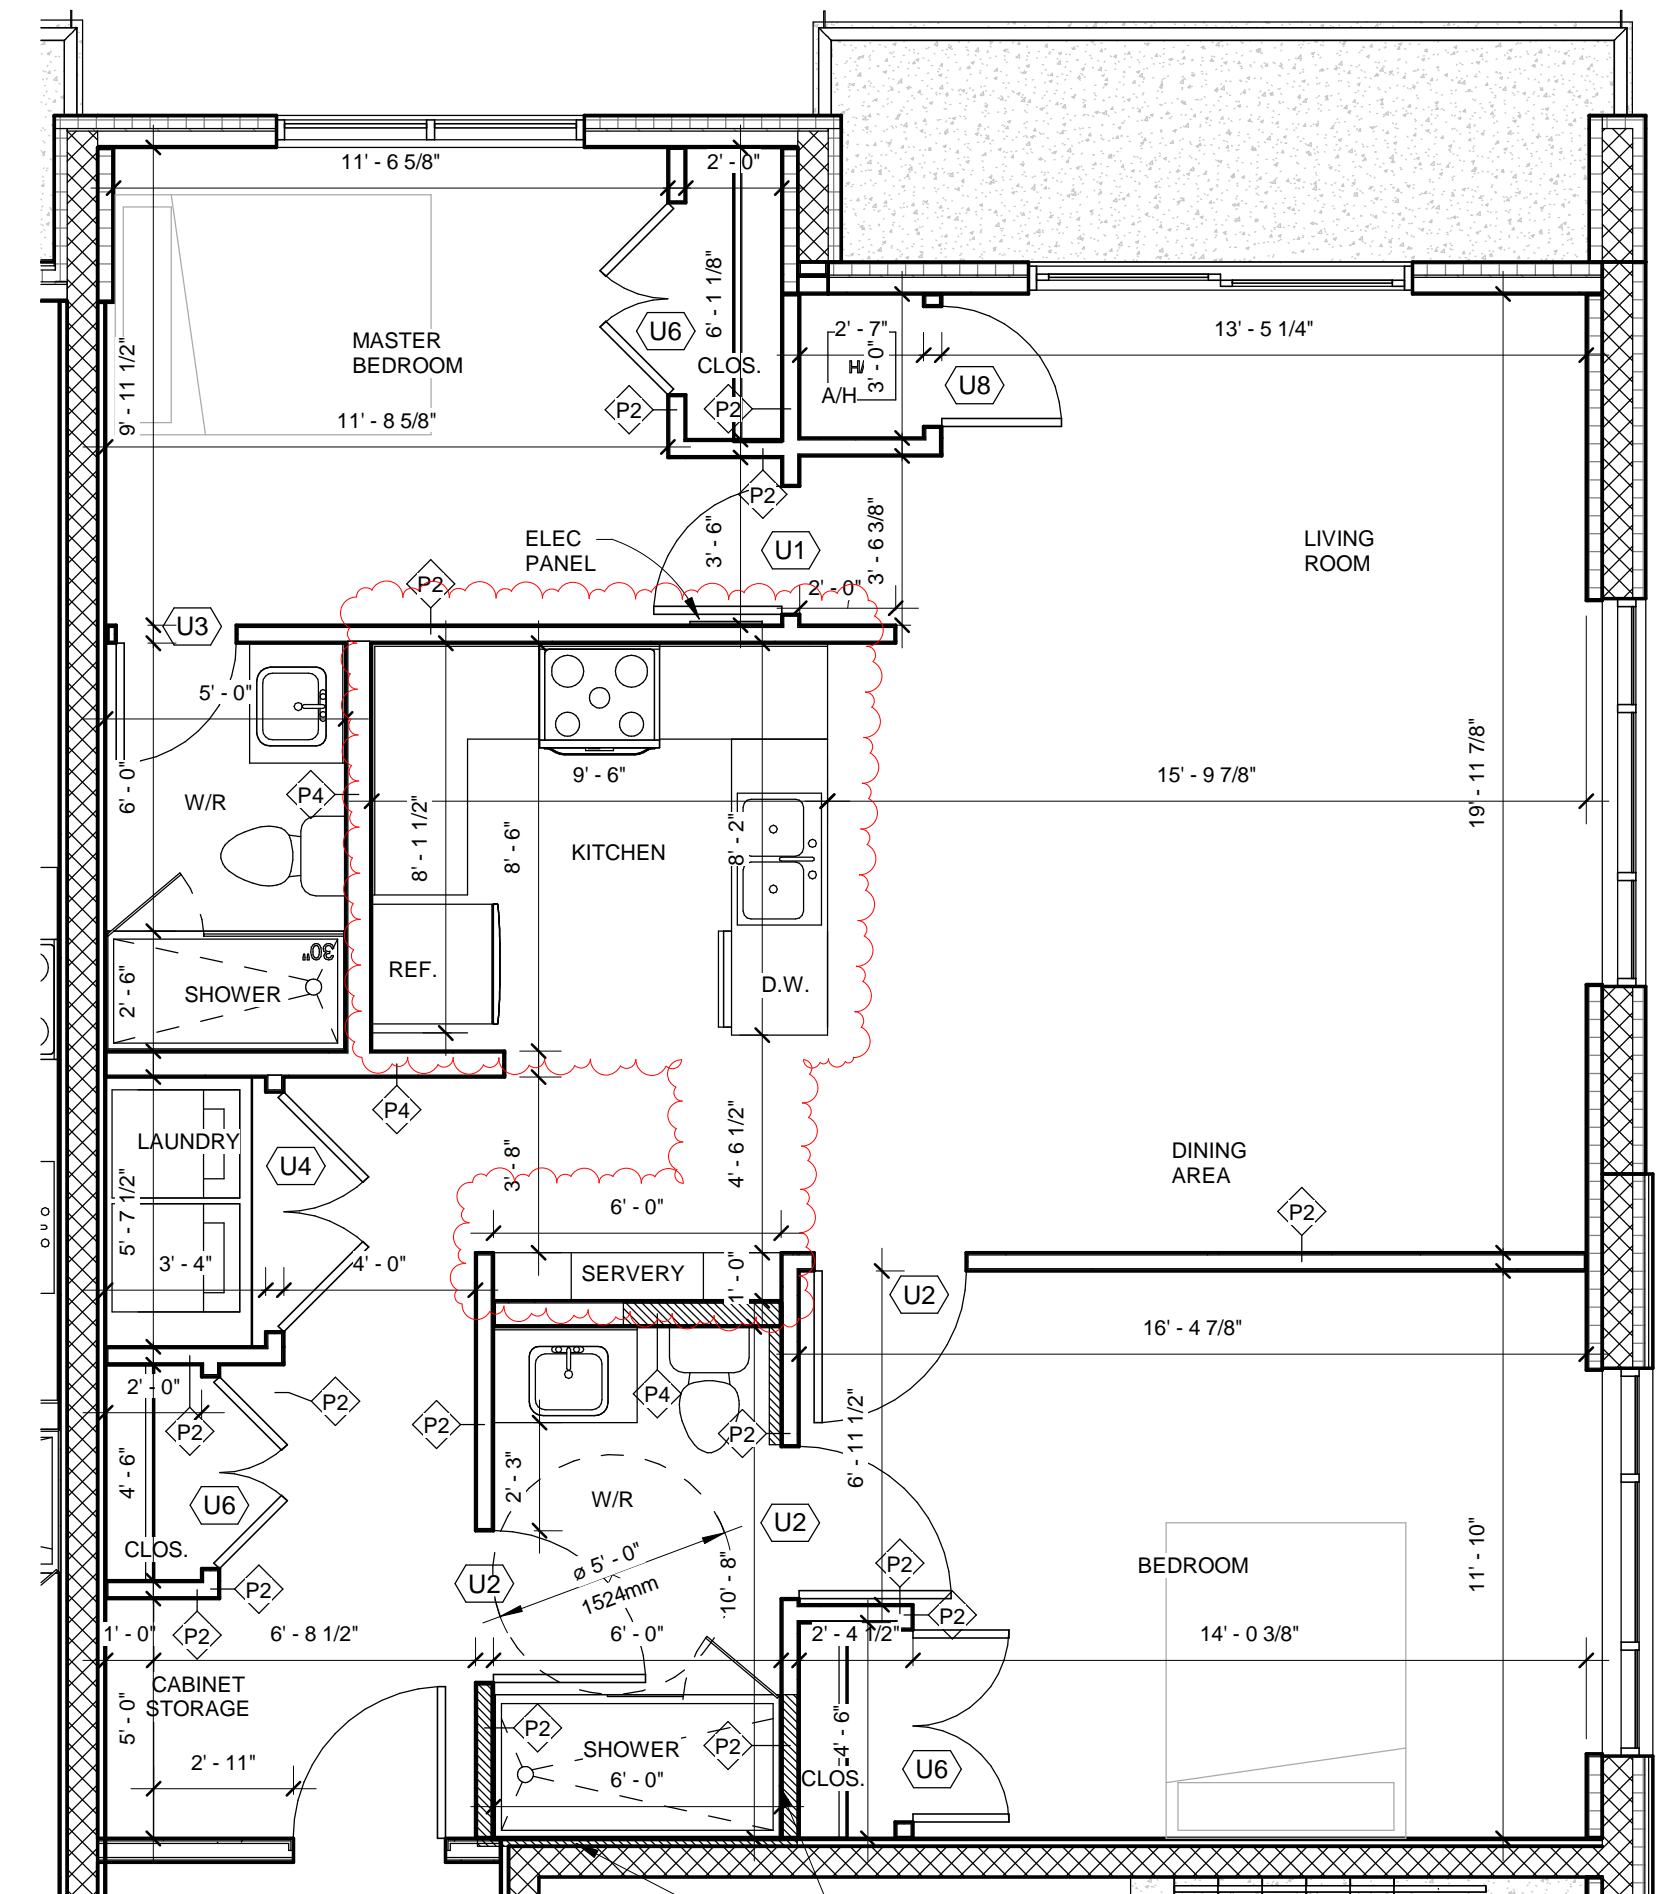 11' - 6 5/8"
2' - 0"
6' - 1 1/8"
2' - 7"
13' - 5 1/4"
MASTER
BEDROOM
U6
CLOS.
3' - 0"
A/H
U8
9' - 11 1/2"
11' - 8 5/8"
P2
P2
P2
ELEC
PANEL
3' - 6"
U1
3' - 6 3/8"
LIVING
ROOM
P2
2' - 0"
U3
5' - 0"
6' - 0"
W/R
P4
9' - 6"
8' - 1 1/2"
8' - 6"
KITCHEN
8' - 2"
15' - 9 7/8"
19' - 11 7/8"
30"
2' - 6"
SHOWER
REF.
D.W.
P4
LAUNDRY
U4
5' - 7 1/2"
3' - 8"
4' - 6 1/2"
DINING
AREA
6' - 0"
P2
3' - 4"
4' - 0"
SERVERY
1' - 0"
U2
16' - 4 7/8"
2' - 0"
P2
P2
P2
P4
P2
6' - 11 1/2"
4' - 6"
U6
2' - 3"
W/R
U2
CLOS.
P2
U2
ø 5' - 0"
1524mm
10' - 8"
P2
BEDROOM
11' - 10"
P2
P2
1' - 0"
6' - 8 1/2"
6' - 0"
2' - 4 1/2"
14' - 0 3/8"
CABINET
STORAGE
5' - 0"
P2
P2
SHOWER
4' - 6"
2' - 11"
6' - 0"
CLOS.
U6